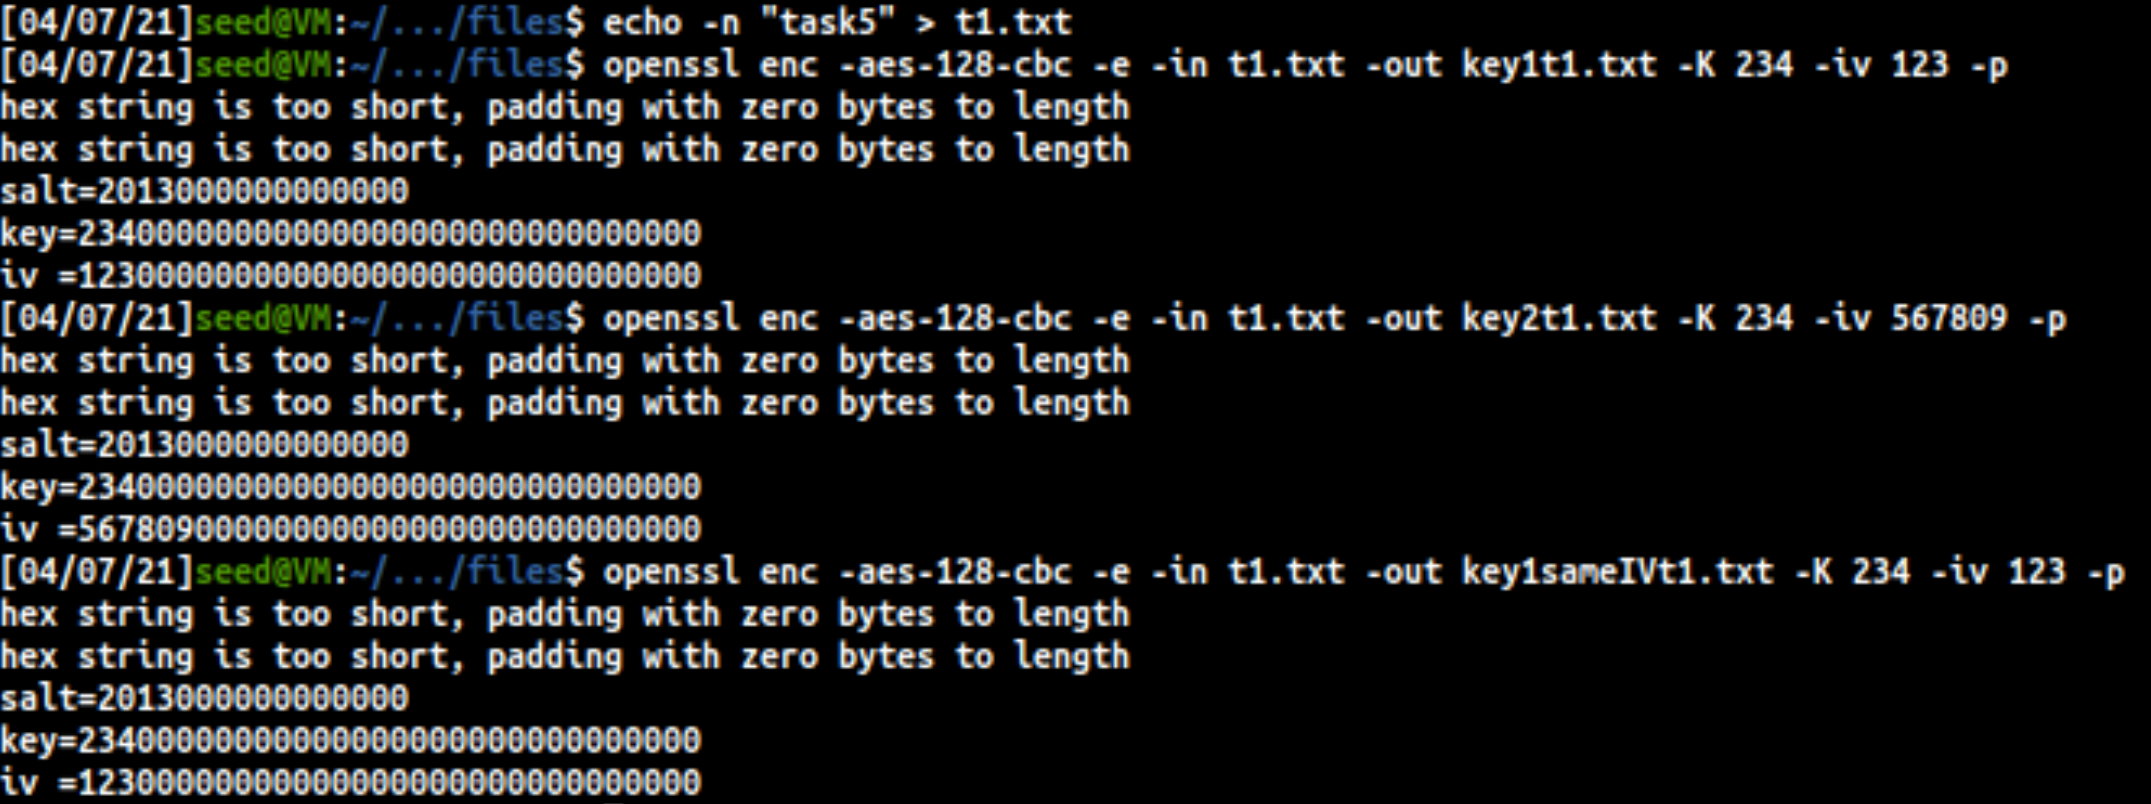 [04/07/21]seed@VM:~/.../files$ echo -n "task5" > t1.txt
[04/07/21]seed@VM:~/.../files$ openssl enc -aes-128-cbc -e -in t1.txt -out key1t1.txt -K 234 -iv 123 -p
hex string is too short, padding with zero bytes to length
hex string is too short, padding with zero bytes to length
salt=2013000000000000
key=23400000000000000000000000000000
iv =12300000000000000000000000000000
[04/07/21]seed@VM:~/.../files$ openssl enc -aes-128-cbc -e -in t1.txt -out key2t1.txt -K 234 -iv 567809 -p
hex string is too short, padding with zero bytes to length
hex string is too short, padding with zero bytes to length
salt=2013000000000000
key=23400000000000000000000000000000
iv =56780900000000000000000000000000
[04/07/21]seed@VM:~/.../files$ openssl enc -aes-128-cbc -e -in t1.txt -out key1sameIVt1.txt -K 234 -iv 123 -p
hex string is too short, padding with zero bytes to length
hex string is too short, padding with zero bytes to length
salt=2013000000000000
key=23400000000000000000000000000000
iv =12300000000000000000000000000000